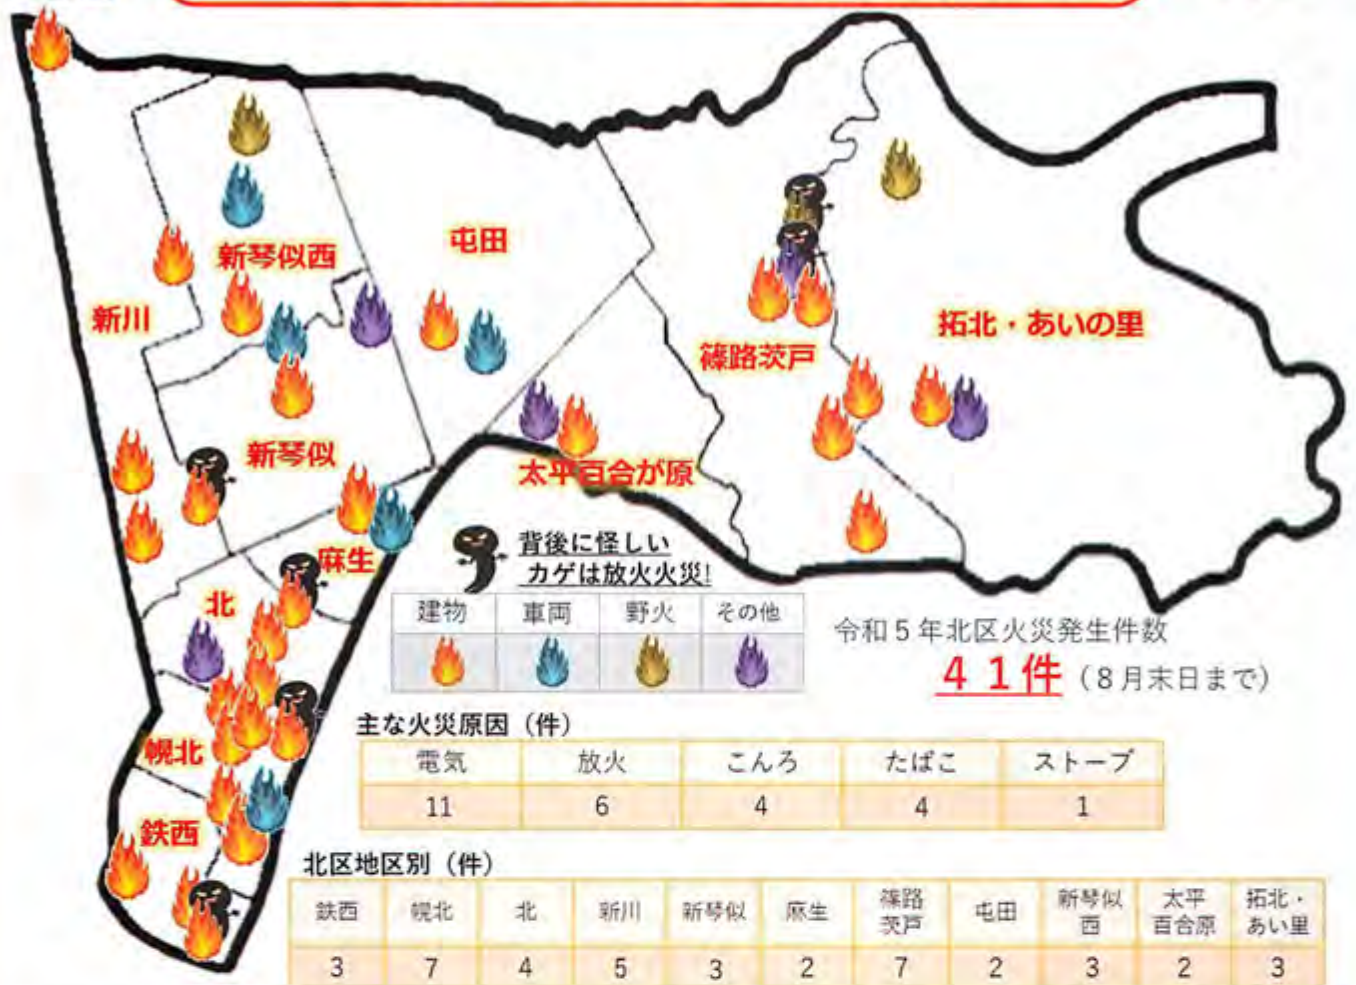 新琴似西
屯田
新川
拓北・あいの里
篠路茨戸
新琴似
太平百合が原
麻生
北
幌北
鉄西
背後に怪しい
カゲは放火火災!
建物 車両 野火 その他
令和5年北区火災発生件数
41件（8月末日まで）
主な火災原因（件）
電気 放火 こんろ たばこ ストーブ
11 6 4 4 1
北区地区別（件）
鉄西 幌北 北 新川 新琴似 麻生 篠路茨戸 屯田 新琴似西 太平百合原 拓北・あい里
3 7 4 5 3 2 7 2 3 2 3